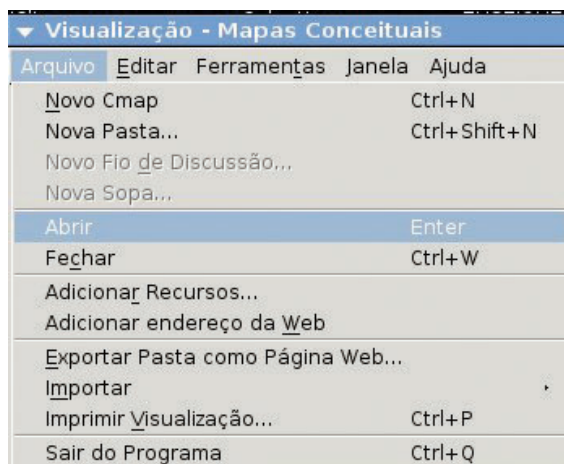 Visualização - Mapas Conceituais
Arquivo Editar Ferramentas Janela Ajuda
Novo Cmap Ctrl+N
Nova Pasta... Ctrl+Shift+N
Novo Fio de Discussão...
Nova Sopa...
Abrir Enter
Fechar Ctrl+W
Adicionar Recursos...
Adicionar endereço da Web
Exportar Pasta como Página Web...
Importar
Imprimir Visualização... Ctrl+P
Sair do Programa Ctrl+Q